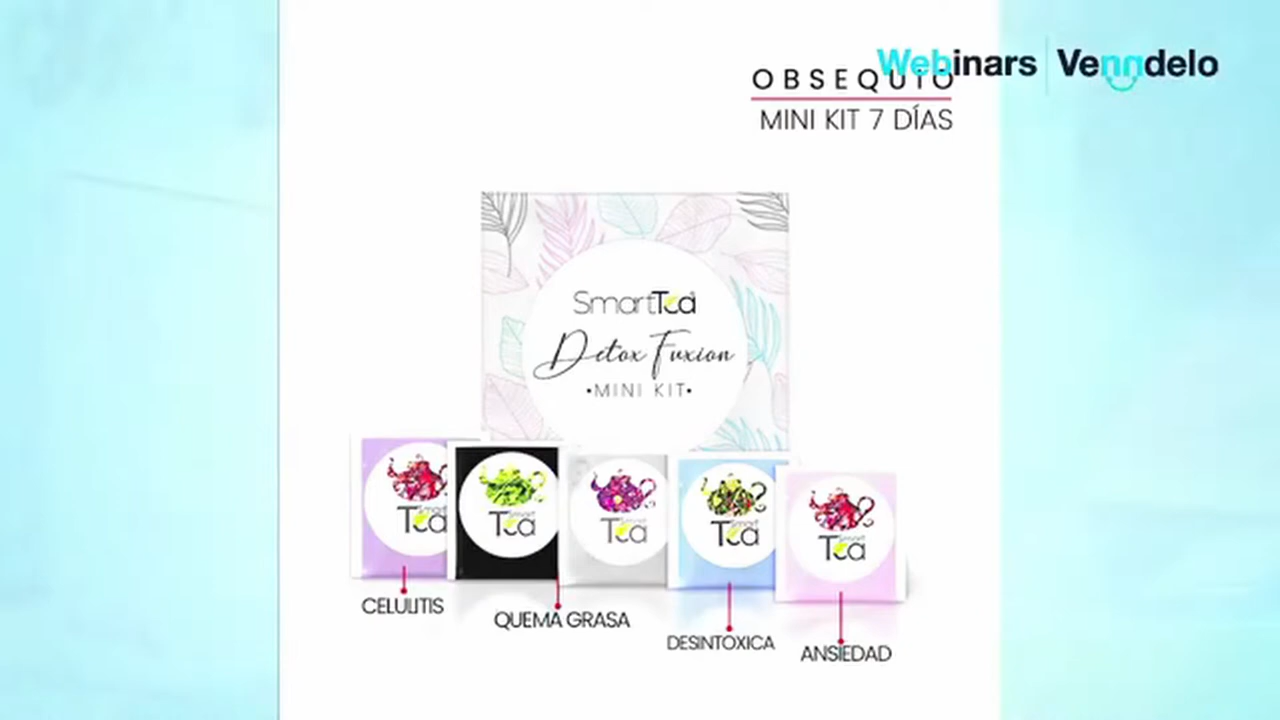 Webinars Venndelo
OBSEQUIO
MINI KIT 7 DÍAS
SmartTea
Detox Fuxion
•MINI KIT•
Smart
Tea
Smart
Tea
Smart
Tea
Smart
Tea
Smart
Tea
CELULITIS
QUEMA GRASA
DESINTOXICA
ANSIEDAD